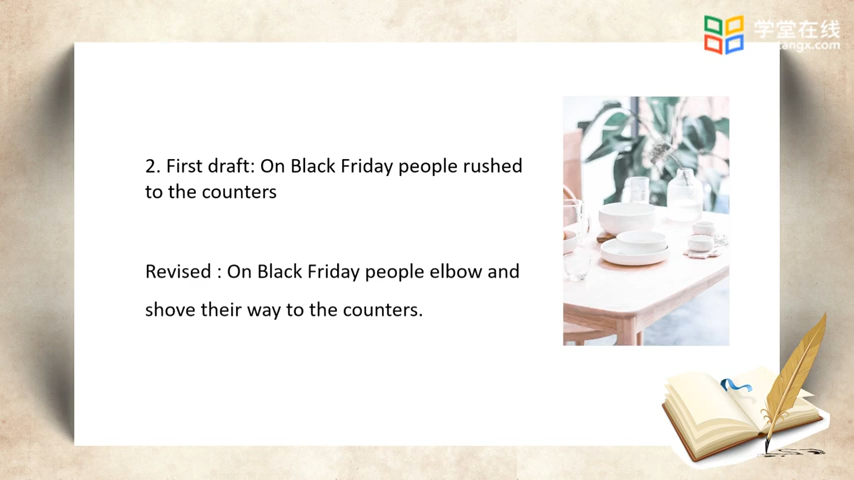 学堂在线
2. First draft: On Black Friday people rushed
to the counters
Revised : On Black Friday people elbow and
shove their way to the counters.